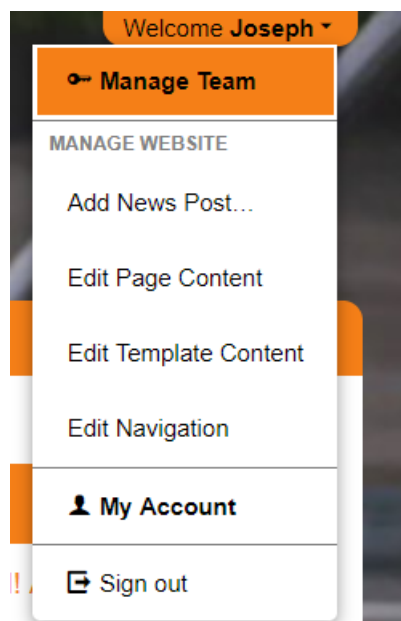 Welcome Joseph
Manage Team
MANAGE WEBSITE
Add News Post...
Edit Page Content
Edit Template Content
Edit Navigation
My Account
Sign out